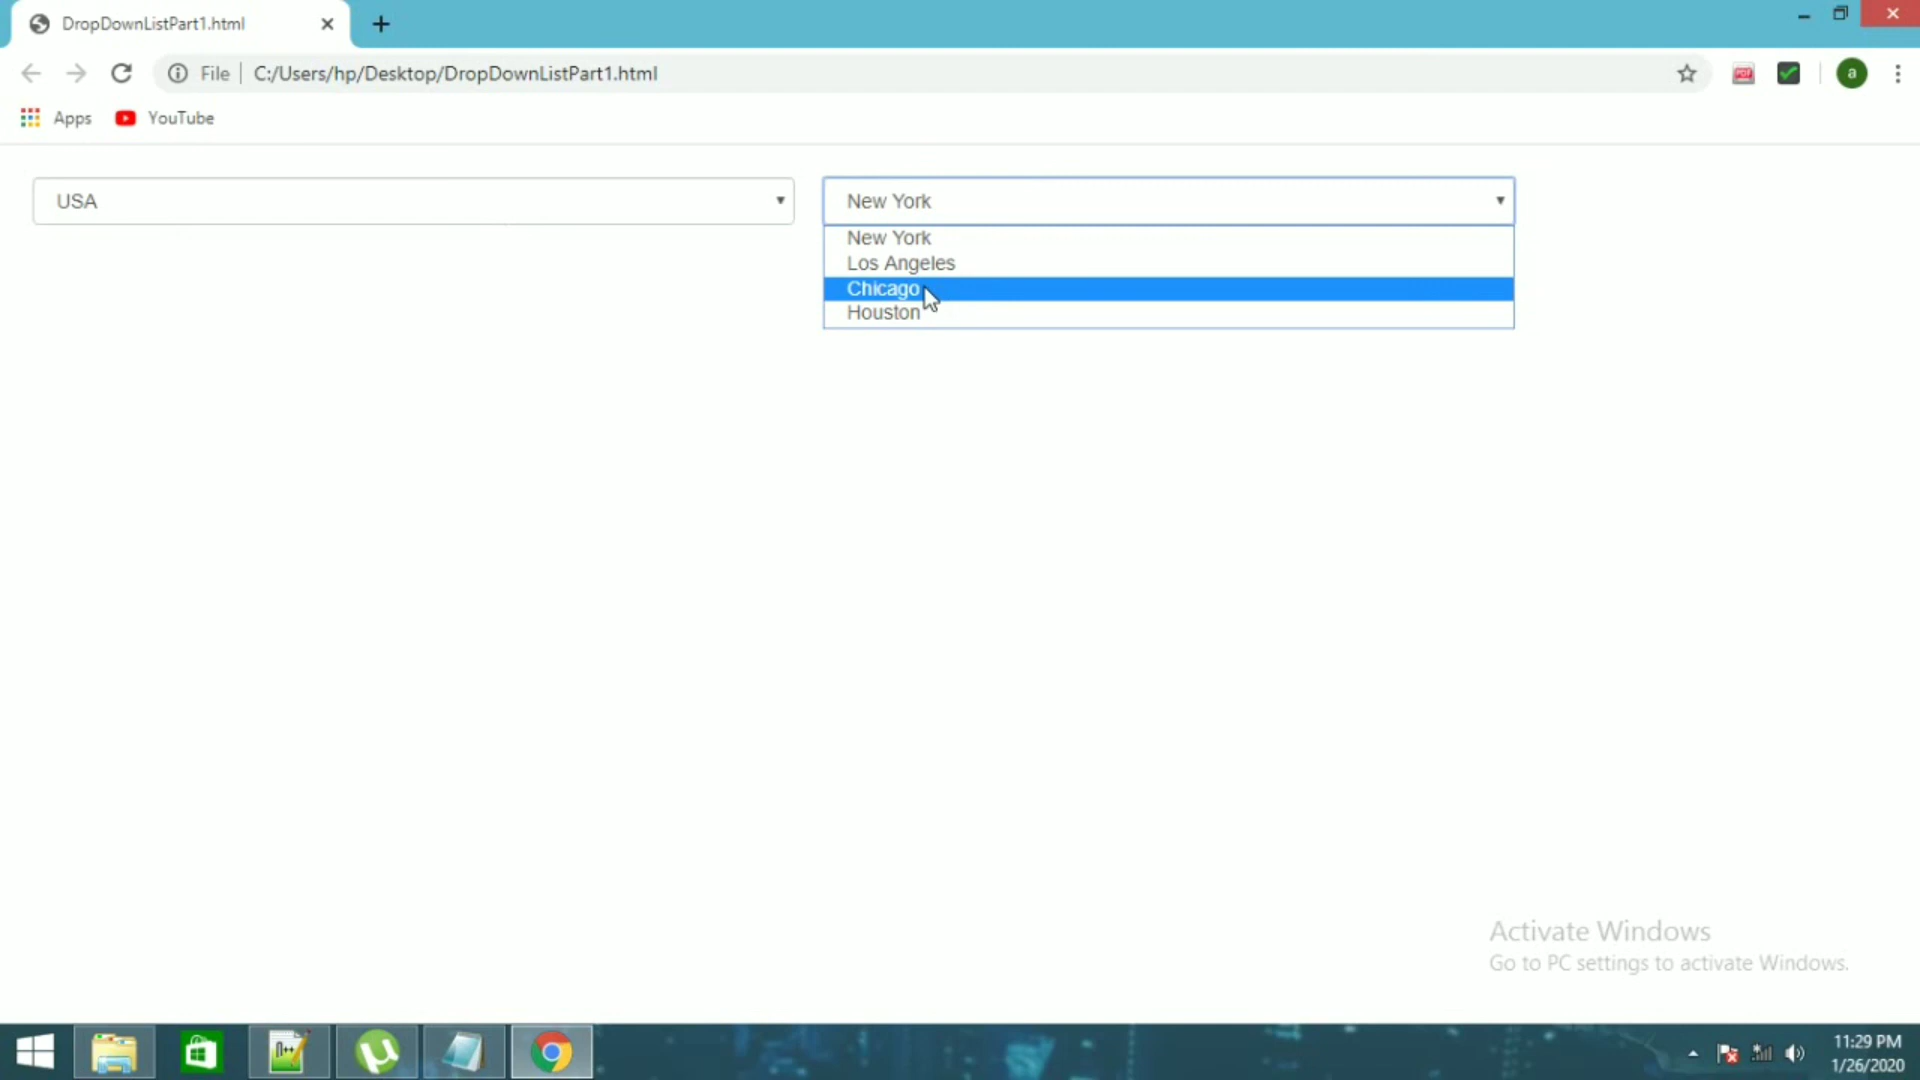 DropDownListPart1.html
File
C:/Users/hp/Desktop/DropDownListPart1.html
PDF
a
Apps
YouTube
USA
New York
New York
Los Angeles
Chicago
Houston
Activate Windows
Go to PC settings to activate Windows.
11:29 PM
1/26/2020